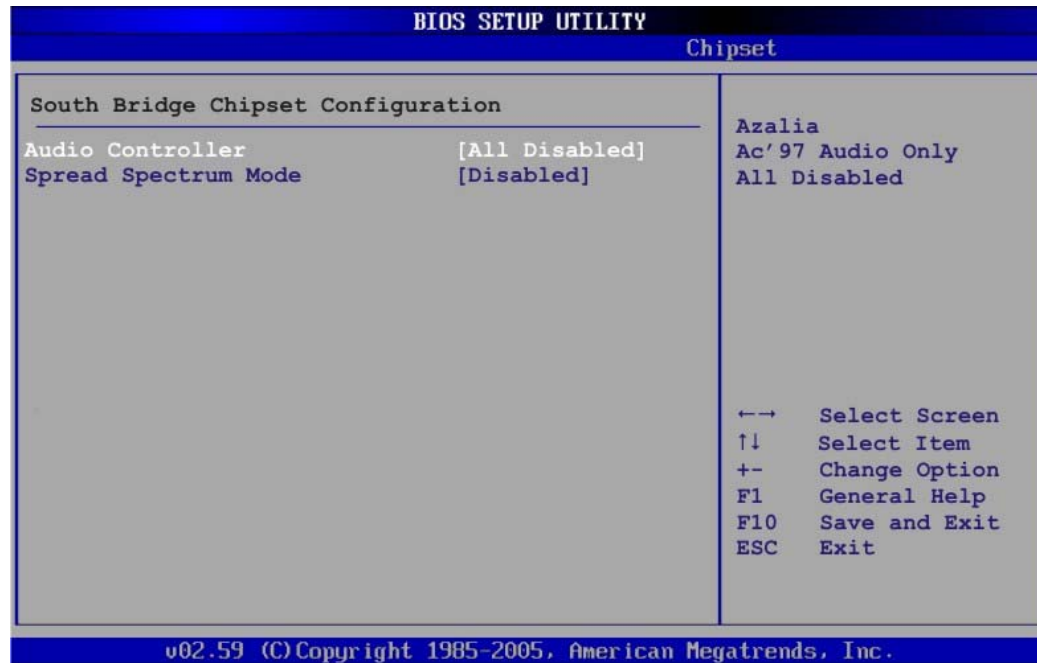 BIOS SETUP UTILITY
Chipset
South Bridge Chipset Configuration
Audio Controller [All Disabled]
Spread Spectrum Mode [Disabled]
Azalia
Ac'97 Audio Only
All Disabled
←→ Select Screen
↑↓ Select Item
+- Change Option
F1 General Help
F10 Save and Exit
ESC Exit
v02.59 (C)Copyright 1985-2005, American Megatrends, Inc.